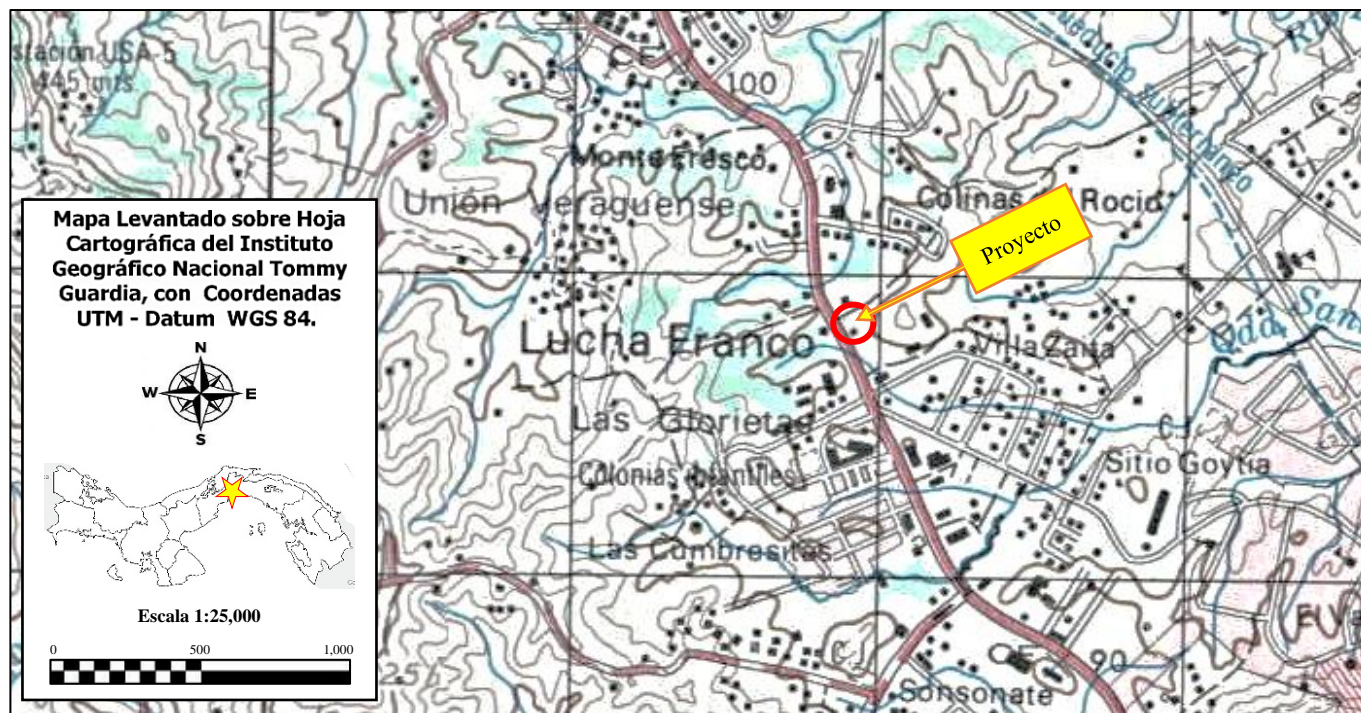 estación USA-5
445 mts
100
Monte Fresco
Unión Veraguense
Colinas Rocio
Proyecto
Mapa Levantado sobre Hoja
Cartográfica del Instituto
Geográfico Nacional Tommy
Guardia, con Coordenadas
UTM - Datum WGS 84.
N
W E
S
Lucha Franco
Villa Zaita
Qda. San
Las Glorietas
Colonias Infantiles
Sitio Goytia
Las Cumbresitas
Escala 1:25,000
0 500 1,000
90
Sonsonate